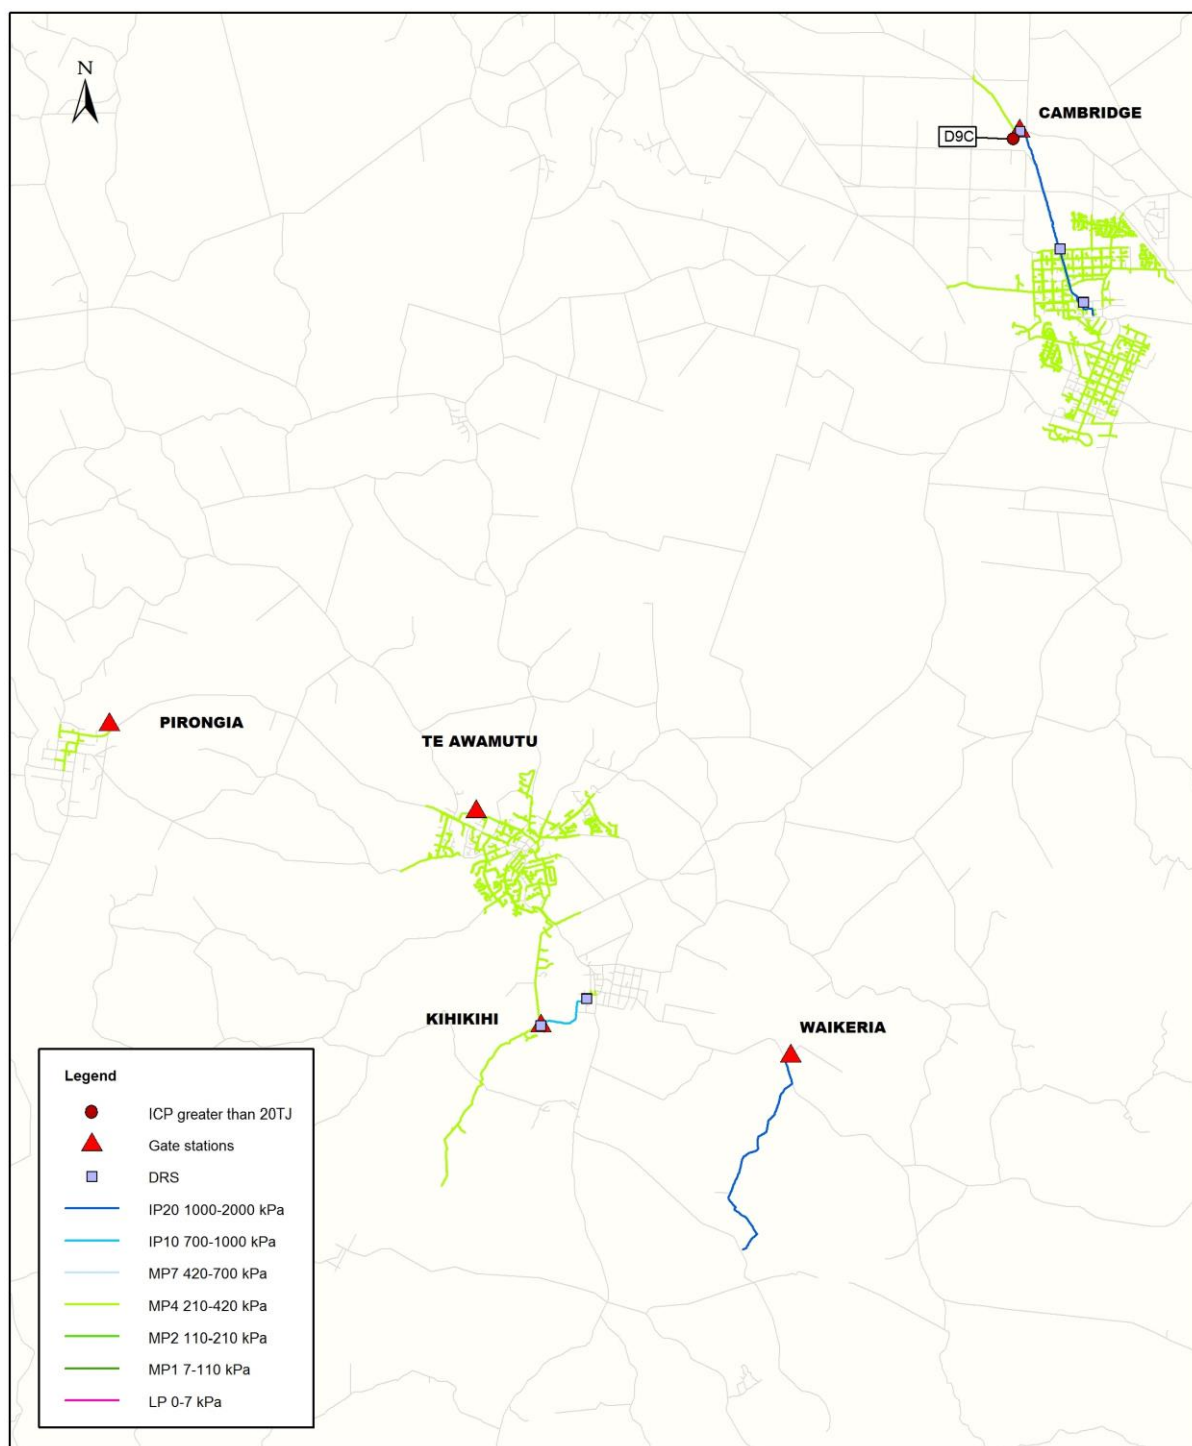 N
CAMBRIDGE
D9C
PIRONGIA
TE AWAMUTU
KIHIKIHI
WAIKERIA
Legend
ICP greater than 20TJ
Gate stations
DRS
IP20 1000-2000 kPa
IP10 700-1000 kPa
MP7 420-700 kPa
MP4 210-420 kPa
MP2 110-210 kPa
MP1 7-110 kPa
LP 0-7 kPa